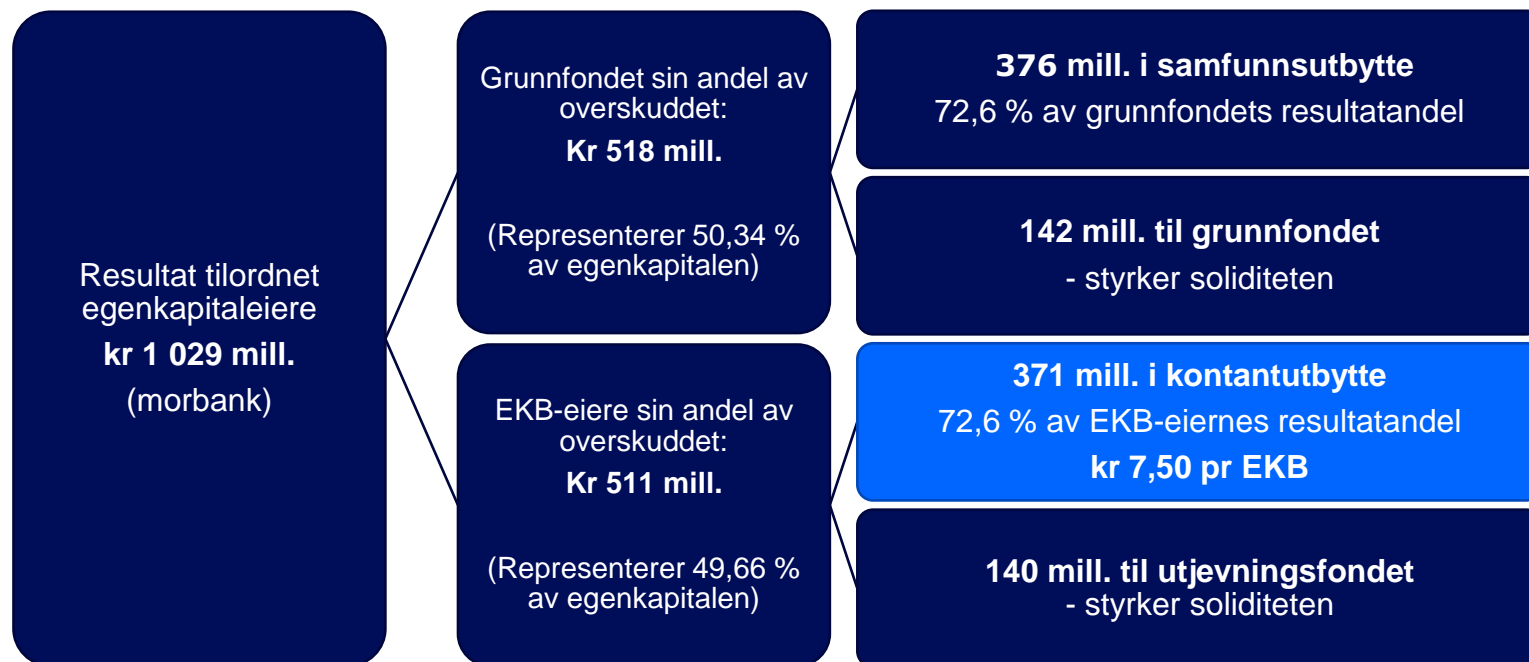 Resultat tilordnet
egenkapitaleiere
kr 1 029 mill.
(morbank)
Grunnfondet sin andel av
overskuddet:
Kr 518 mill.
(Representerer 50,34 %
av egenkapitalen)
EKB-eiere sin andel av
overskuddet:
Kr 511 mill.
(Representerer 49,66 %
av egenkapitalen)
376 mill. i samfunnsutbytte
72,6 % av grunnfondets resultatandel
142 mill. til grunnfondet
- styrker soliditeten
371 mill. i kontantutbytte
72,6 % av EKB-eiernes resultatandel
kr 7,50 pr EKB
140 mill. til utjevningsfondet
- styrker soliditeten